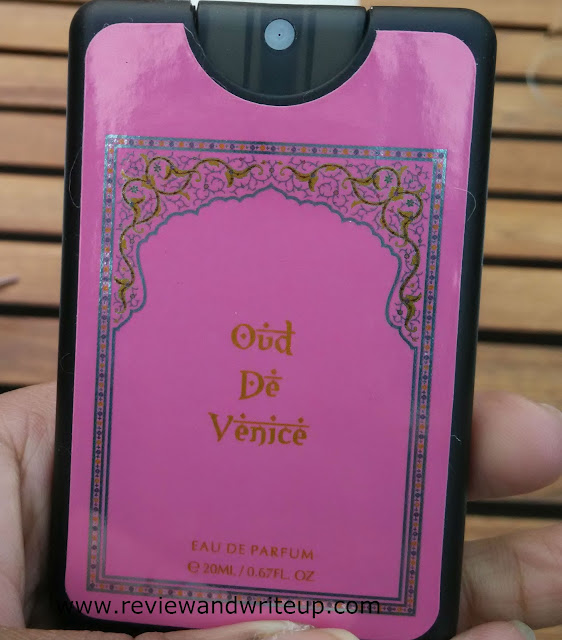 Oud
De
Venice
EAU DE PARFUM
℮ 20ML / 0.67FL. OZ
www.reviewandwriteup.com